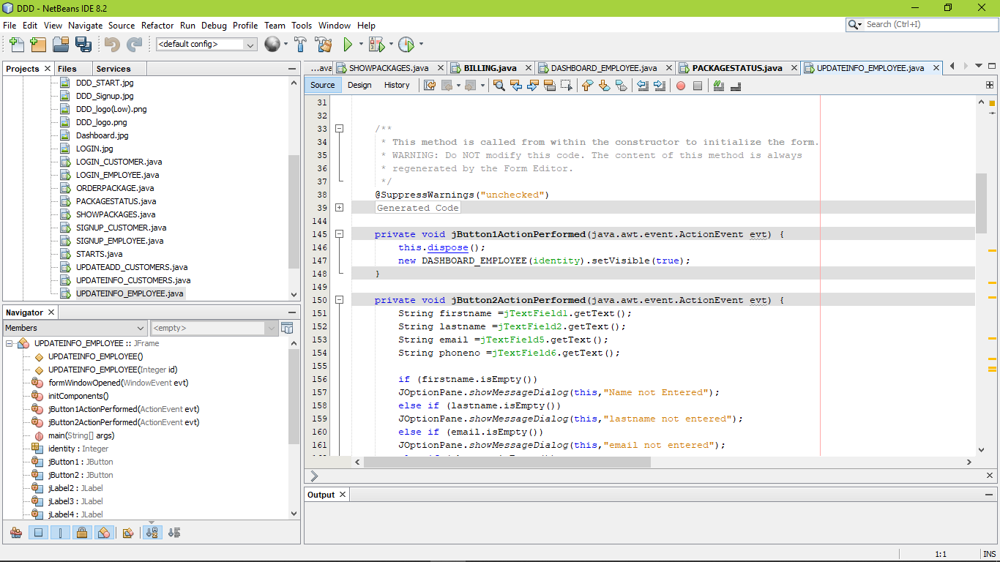 DDD - NetBeans IDE 8.2
File Edit View Navigate Source Refactor Run Debug Profile Team Tools Window Help
Search (Ctrl+I)
<default config>
Projects Files Services
DDD_START.jpg
DDD_Signup.jpg
DDD_logo(Low).png
DDD_logo.png
Dashboard.jpg
LOGIN.jpg
LOGIN_CUSTOMER.java
LOGIN_EMPLOYEE.java
ORDERPACKAGE.java
PACKAGESTATUS.java
SHOWPACKAGES.java
SIGNUP_CUSTOMER.java
SIGNUP_EMPLOYEE.java
STARTS.java
UPDATEADD_CUSTOMERS.java
UPDATEINFO_CUSTOMERS.java
UPDATEINFO_EMPLOYEE.java
Navigator
Members <empty>
UPDATEINFO_EMPLOYEE :: JFrame
UPDATEINFO_EMPLOYEE()
UPDATEINFO_EMPLOYEE(Integer id)
formWindowOpened(WindowEvent evt)
initComponents()
jButton1ActionPerformed(ActionEvent evt)
jButton2ActionPerformed(ActionEvent evt)
main(String[] args)
identity : Integer
jButton1 : JButton
jButton2 : JButton
jLabel2 : JLabel
jLabel3 : JLabel
jLabel4 : JLabel
...ava SHOWPACKAGES.java BILLING.java DASHBOARD_EMPLOYEE.java PACKAGESTATUS.java UPDATEINFO_EMPLOYEE.java
Source Design History
31
32
33 /**
34 * This method is called from within the constructor to initialize the form.
35 * WARNING: Do NOT modify this code. The content of this method is always
36 * regenerated by the Form Editor.
37 */
38 @SuppressWarnings("unchecked")
39 Generated Code
144
145 private void jButton1ActionPerformed(java.awt.event.ActionEvent evt) {
146 this.dispose();
147 new DASHBOARD_EMPLOYEE(identity).setVisible(true);
148 }
149
150 private void jButton2ActionPerformed(java.awt.event.ActionEvent evt) {
151 String firstname =jTextField1.getText();
152 String lastname =jTextField2.getText();
153 String email =jTextField5.getText();
154 String phoneno =jTextField6.getText();
155
156 if (firstname.isEmpty())
157 JOptionPane.showMessageDialog(this,"Name not Entered");
158 else if (lastname.isEmpty())
159 JOptionPane.showMessageDialog(this,"lastname not entered");
160 else if (email.isEmpty())
161 JOptionPane.showMessageDialog(this,"email not entered");
Output
1:1 INS